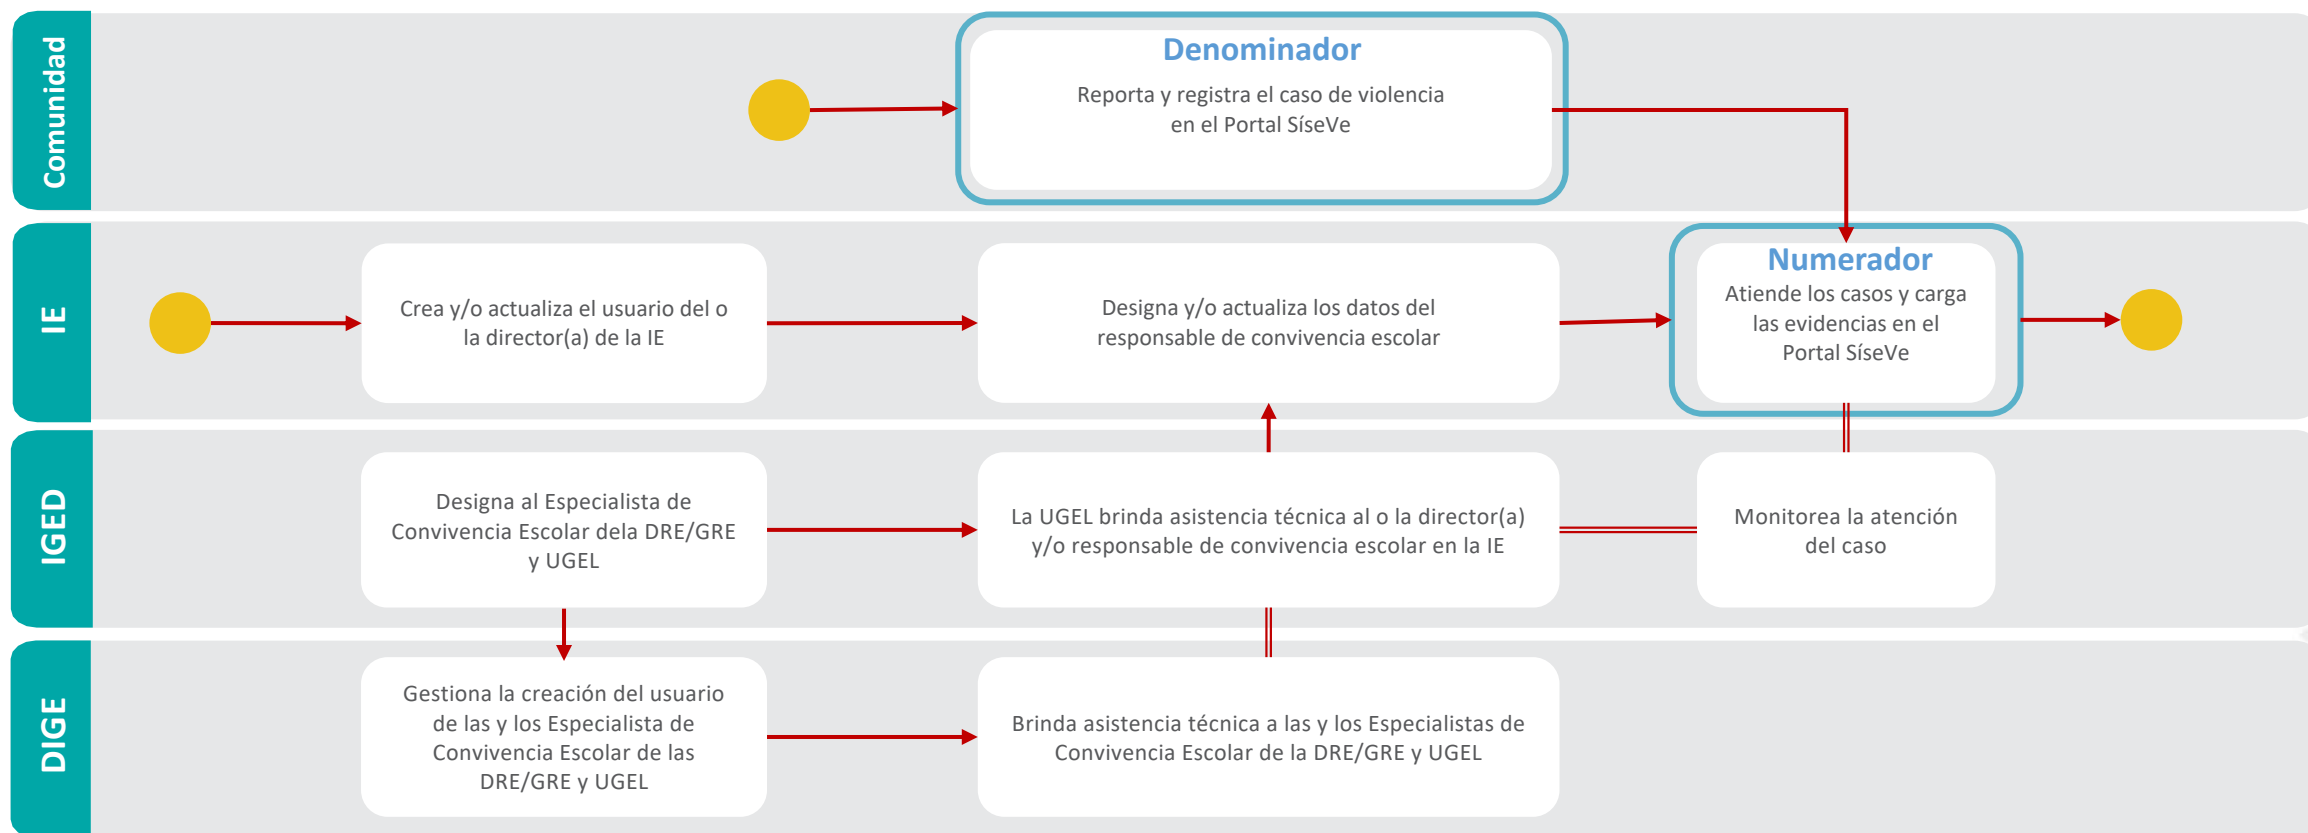 Comunidad
Denominador
Reporta y registra el caso de violencia
en el Portal SíseVe
IE
Crea y/o actualiza el usuario del o
la director(a) de la IE
Designa y/o actualiza los datos del
responsable de convivencia escolar
Numerador
Atiende los casos y carga
las evidencias en el
Portal SíseVe
IGED
Designa al Especialista de
Convivencia Escolar dela DRE/GRE
y UGEL
La UGEL brinda asistencia técnica al o la director(a)
y/o responsable de convivencia escolar en la IE
Monitorea la atención
del caso
DIGE
Gestiona la creación del usuario
de las y los Especialista de
Convivencia Escolar de las
DRE/GRE y UGEL
Brinda asistencia técnica a las y los Especialistas de
Convivencia Escolar de la DRE/GRE y UGEL